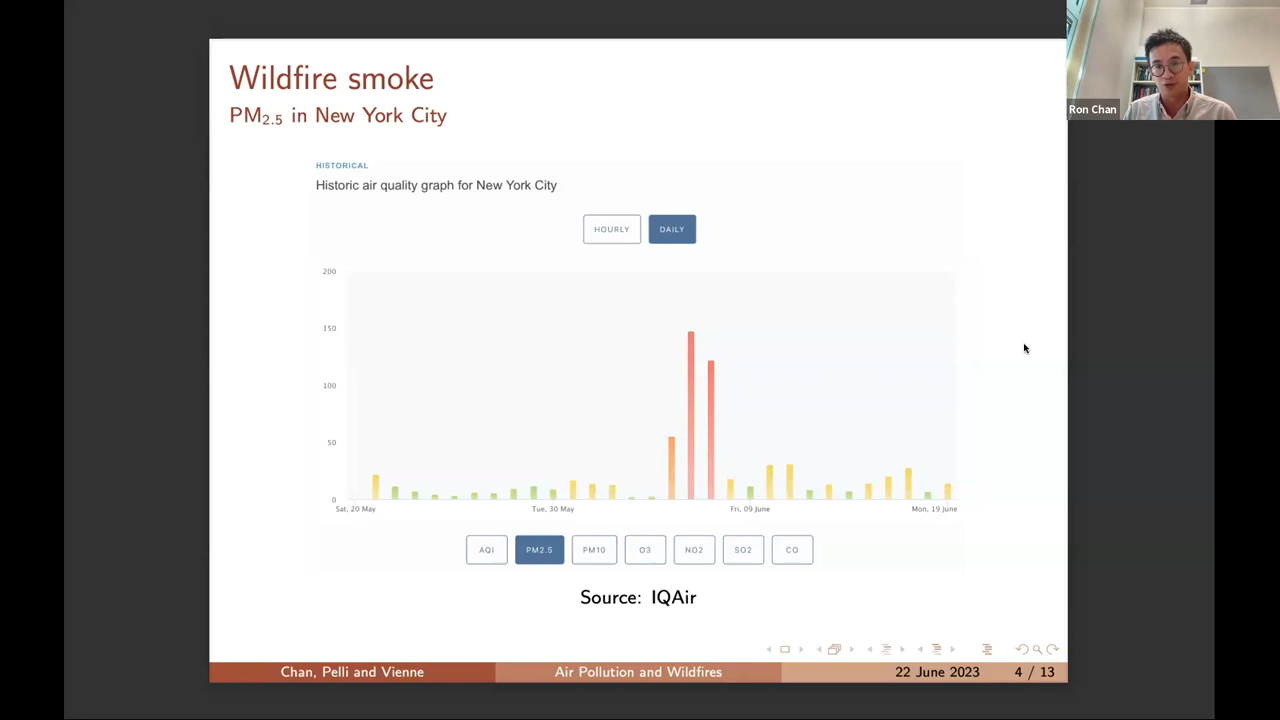 Wildfire smoke
PM2.5 in New York City
Ron Chan
HISTORICAL
Historic air quality graph for New York City
HOURLY DAILY
200
150
100
50
0
Sat, 20 May Tue, 30 May Fri, 09 June Mon, 19 June
AQI PM2.5 PM10 O3 NO2 SO2 CO
Source: IQAir
Chan, Pelli and Vienne Air Pollution and Wildfires 22 June 2023 4 / 13